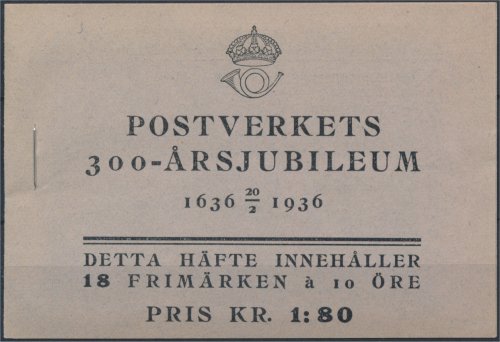 POSTVERKETS
300-ÅRSJUBILEUM
1636 20/2 1936
DETTA HÄFTE INNEHÅLLER
18 FRIMÄRKEN à 10 ÖRE
PRIS KR. 1:80